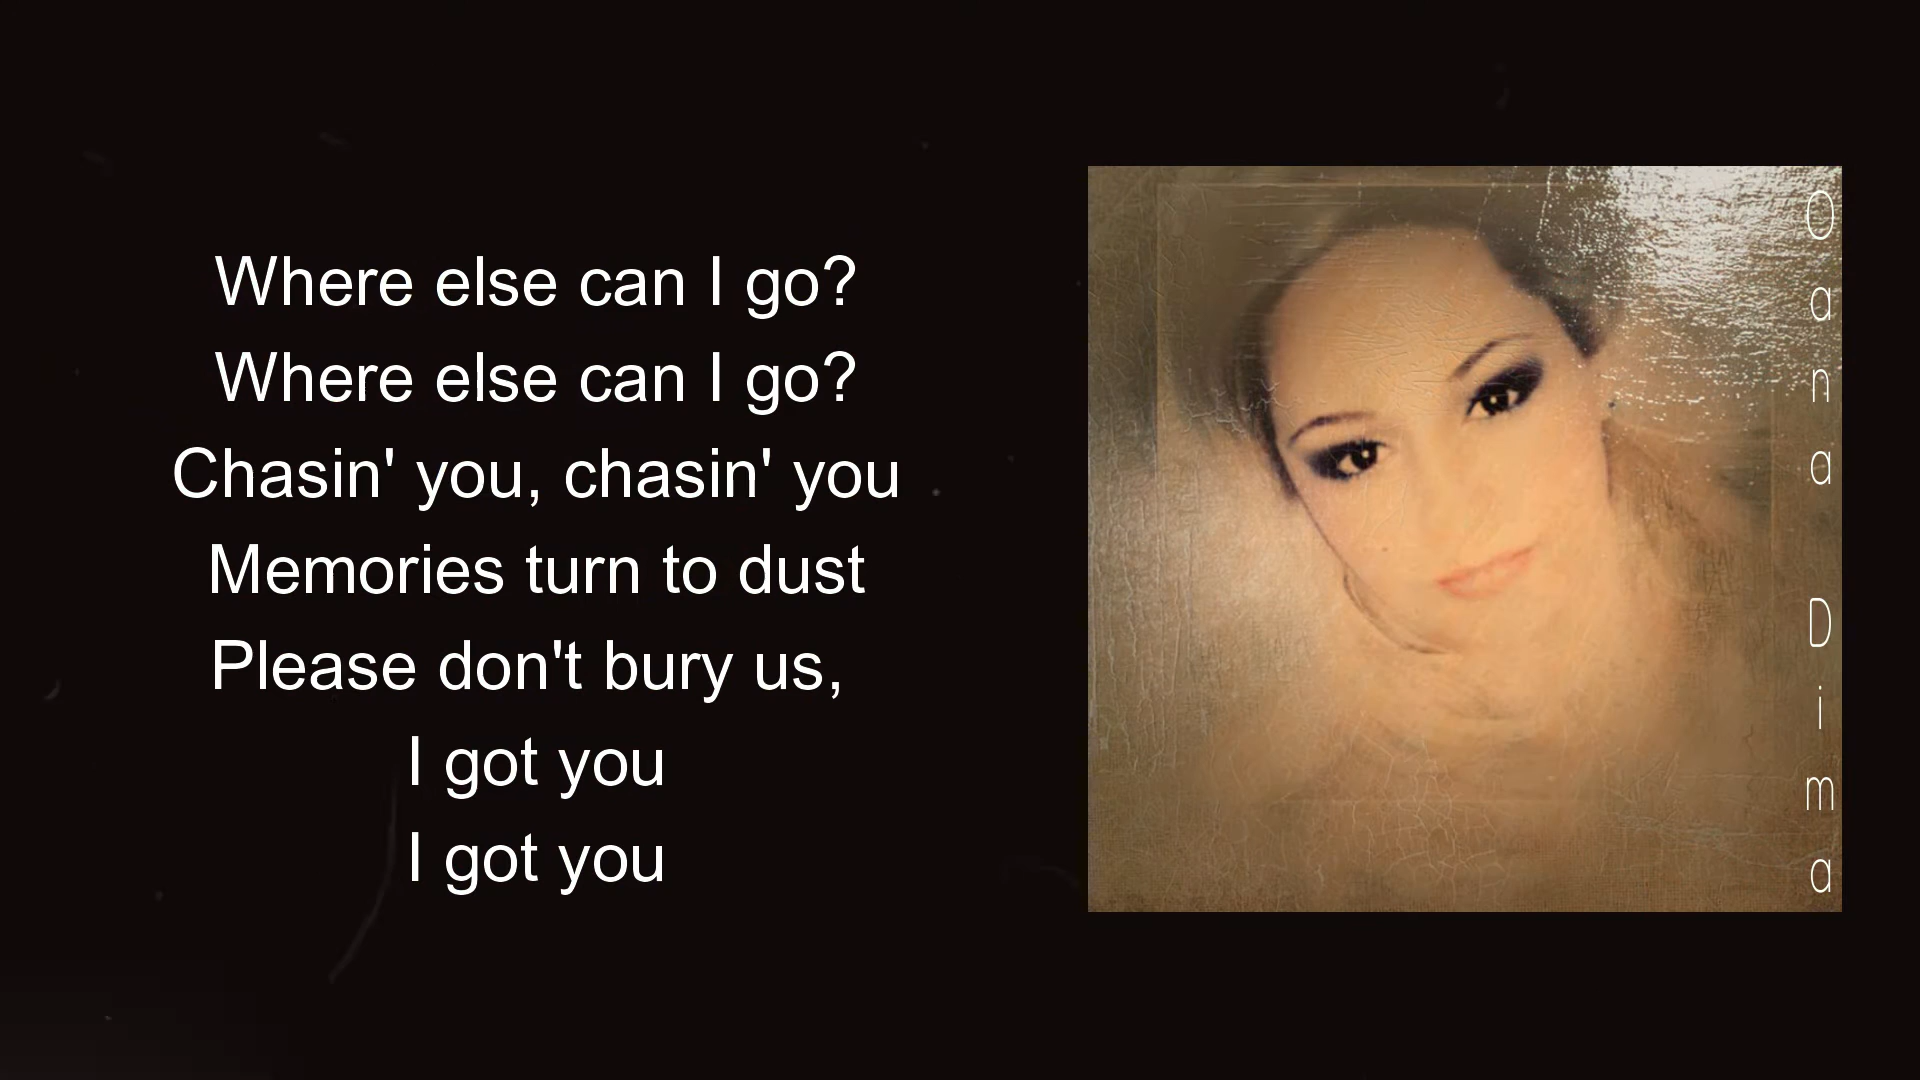 Where else can I go?
Where else can I go?
Chasin' you, chasin' you
Memories turn to dust
Please don't bury us,
I got you
I got you
Oana Dima